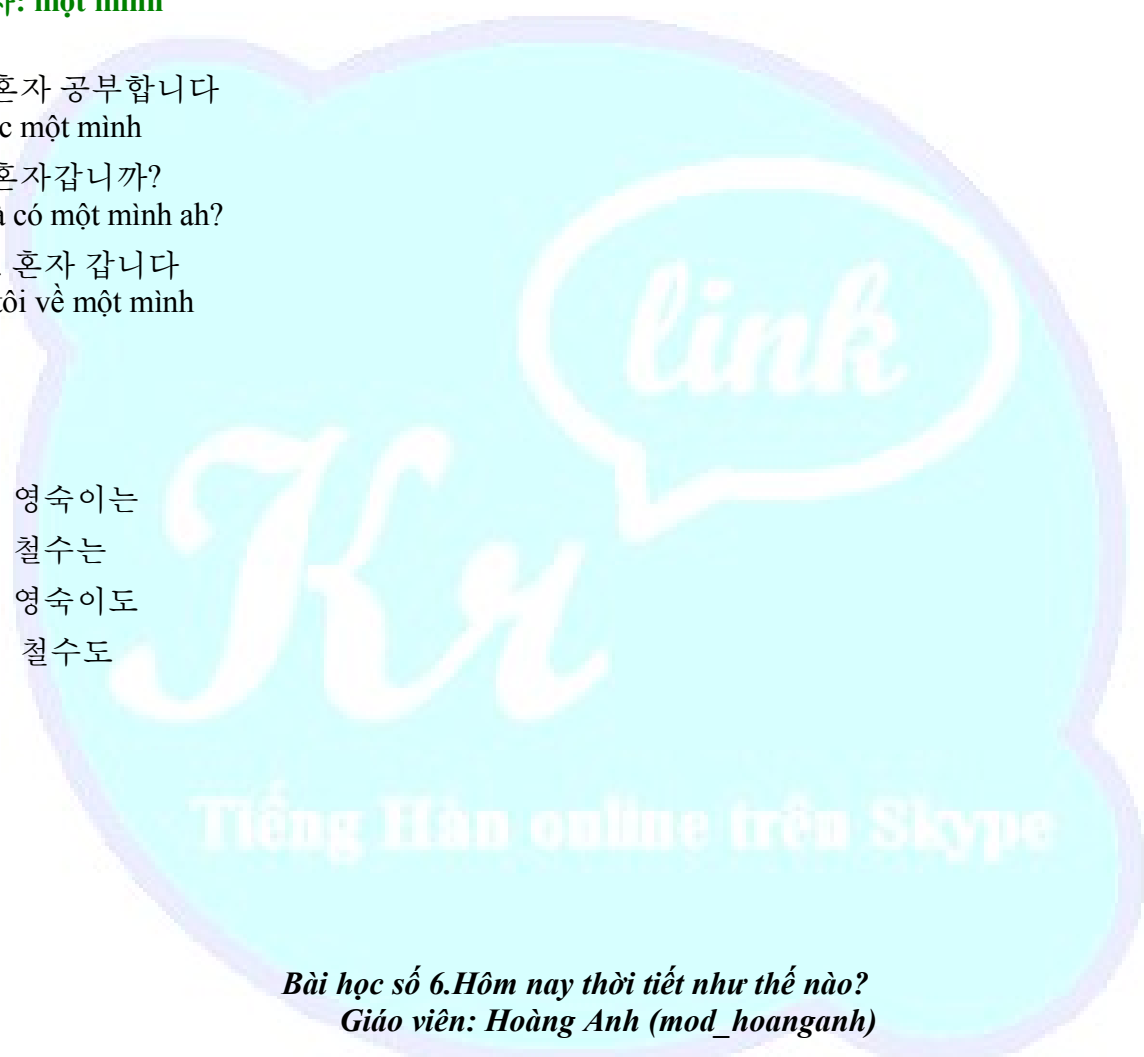 자: một mình
혼자 공부합니다
c một mình
혼자갑니까?
à có một mình ah?
혼자 갑니다
tôi về một mình
link
Kr
영숙이는
철수는
영숙이도
철수도
Tiếng Hàn online trên Skype
Bài học số 6.Hôm nay thời tiết như thế nào?
Giáo viên: Hoàng Anh (mod_hoanganh)